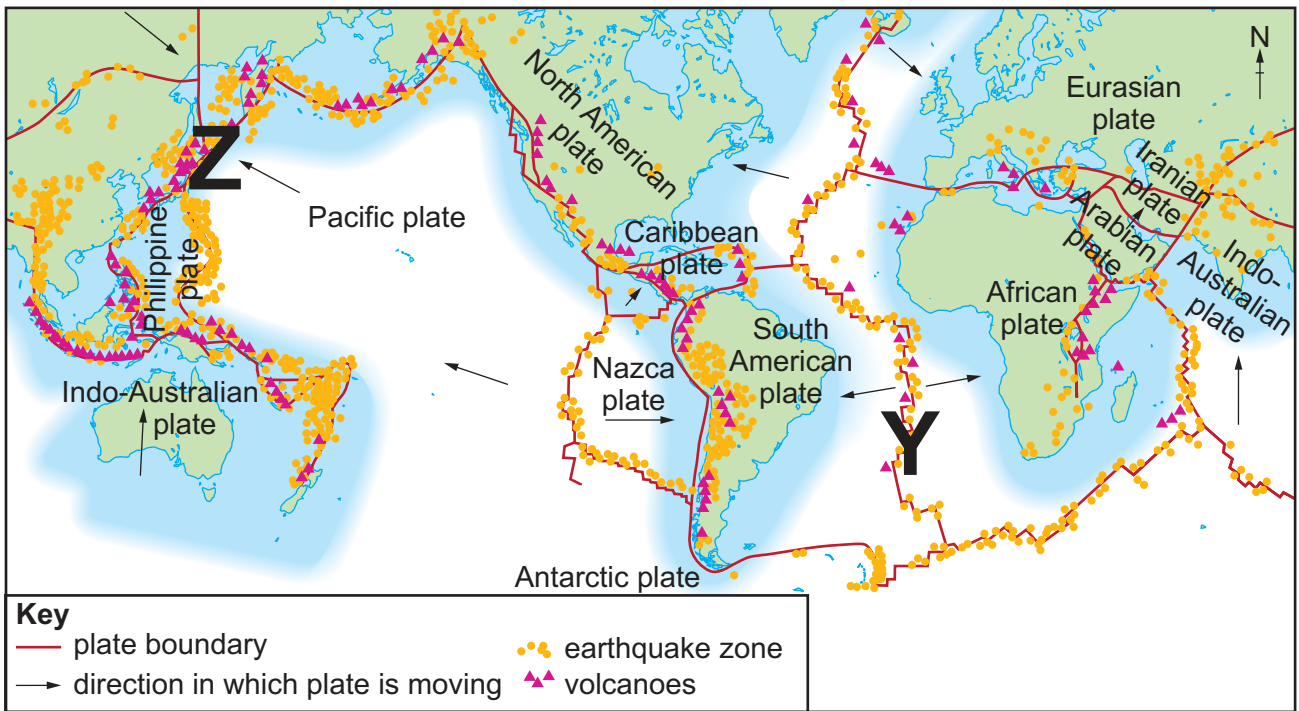 N
North American
plate
Eurasian
plate
Iranian
plate
Arabian
plate
Z
Pacific plate
Philippine
plate
Caribbean
plate
Indo-
Australian
plate
African
plate
South
American
plate
Nazca
plate
Indo-Australian
plate
Y
Antarctic plate
Key
plate boundary
earthquake zone
direction in which plate is moving
volcanoes